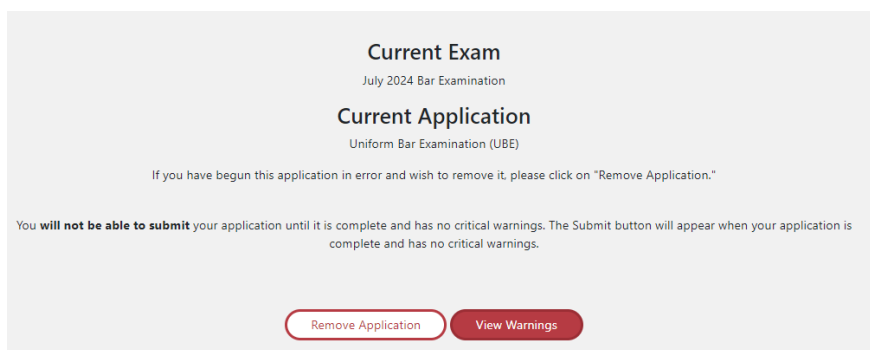 Current Exam
July 2024 Bar Examination
Current Application
Uniform Bar Examination (UBE)
If you have begun this application in error and wish to remove it, please click on "Remove Application."
You will not be able to submit your application until it is complete and has no critical warnings. The Submit button will appear when your application is
complete and has no critical warnings.
Remove Application
View Warnings